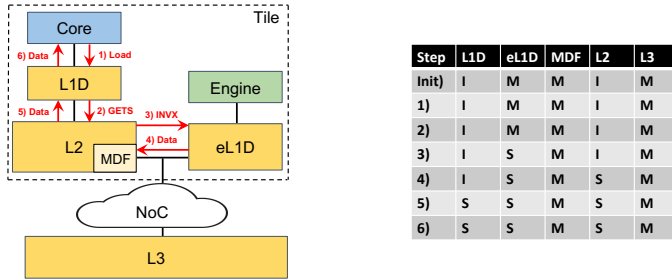 Tile
Core
6) Data
1) Load
L1D
Engine
5) Data
2) GETS
3) INVX
4) Data
L2
MDF
eL1D
NoC
L3
Step L1D eL1D MDF L2 L3
Init) I M M I M
1) I M M I M
2) I M M I M
3) I S M I M
4) I S M S M
5) S S M S M
6) S S M S M